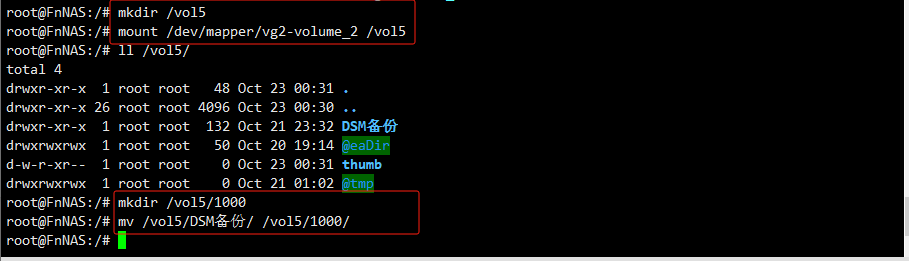 root@FnNAS:/# mkdir /vol5
root@FnNAS:/# mount /dev/mapper/vg2-volume_2 /vol5
root@FnNAS:/# ll /vol5/
total 4
drwxr-xr-x  1 root root   48 Oct 23 00:31 .
drwxr-xr-x 26 root root 4096 Oct 23 00:30 ..
drwxr-xr-x  1 root root  132 Oct 21 23:32 DSM备份
drwxrwxrwx  1 root root   50 Oct 20 19:14 @eaDir
d-w-r-xr--  1 root root    0 Oct 23 00:31 thumb
drwxrwxrwx  1 root root    0 Oct 21 01:02 @tmp
root@FnNAS:/# mkdir /vol5/1000
root@FnNAS:/# mv /vol5/DSM备份/ /vol5/1000/
root@FnNAS:/#